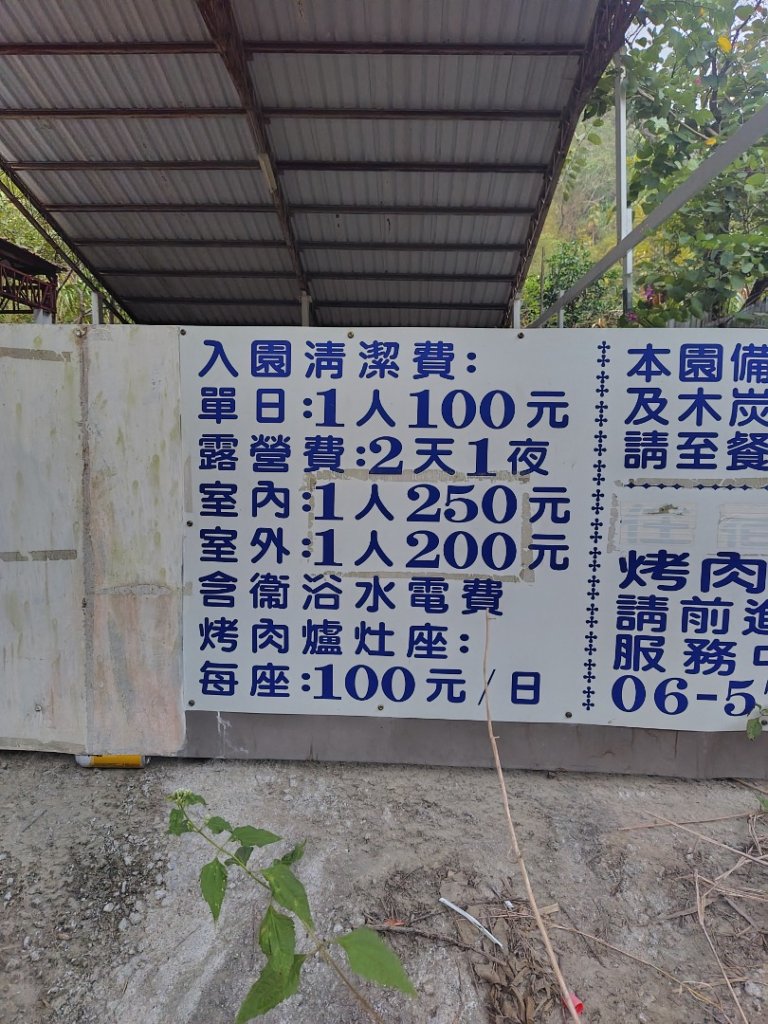 入園清潔費:
單日:1人100元
露營費:2天1夜
室內:1人250元
室外:1人200元
含衞浴水電費
烤肉爐灶座:
每座:100元/日
本園備
及木炭
請至餐
烤肉
請前進
服務中
06-5